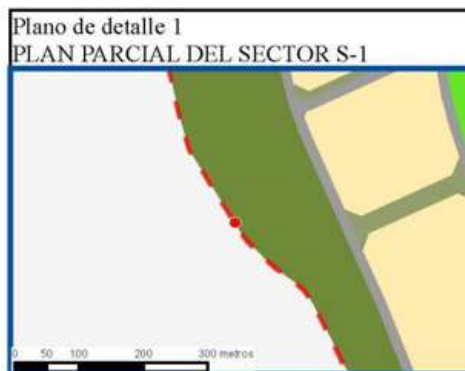 Plano de detalle 1
PLAN PARCIAL DEL SECTOR S-1
0 50 100 200 300 metros